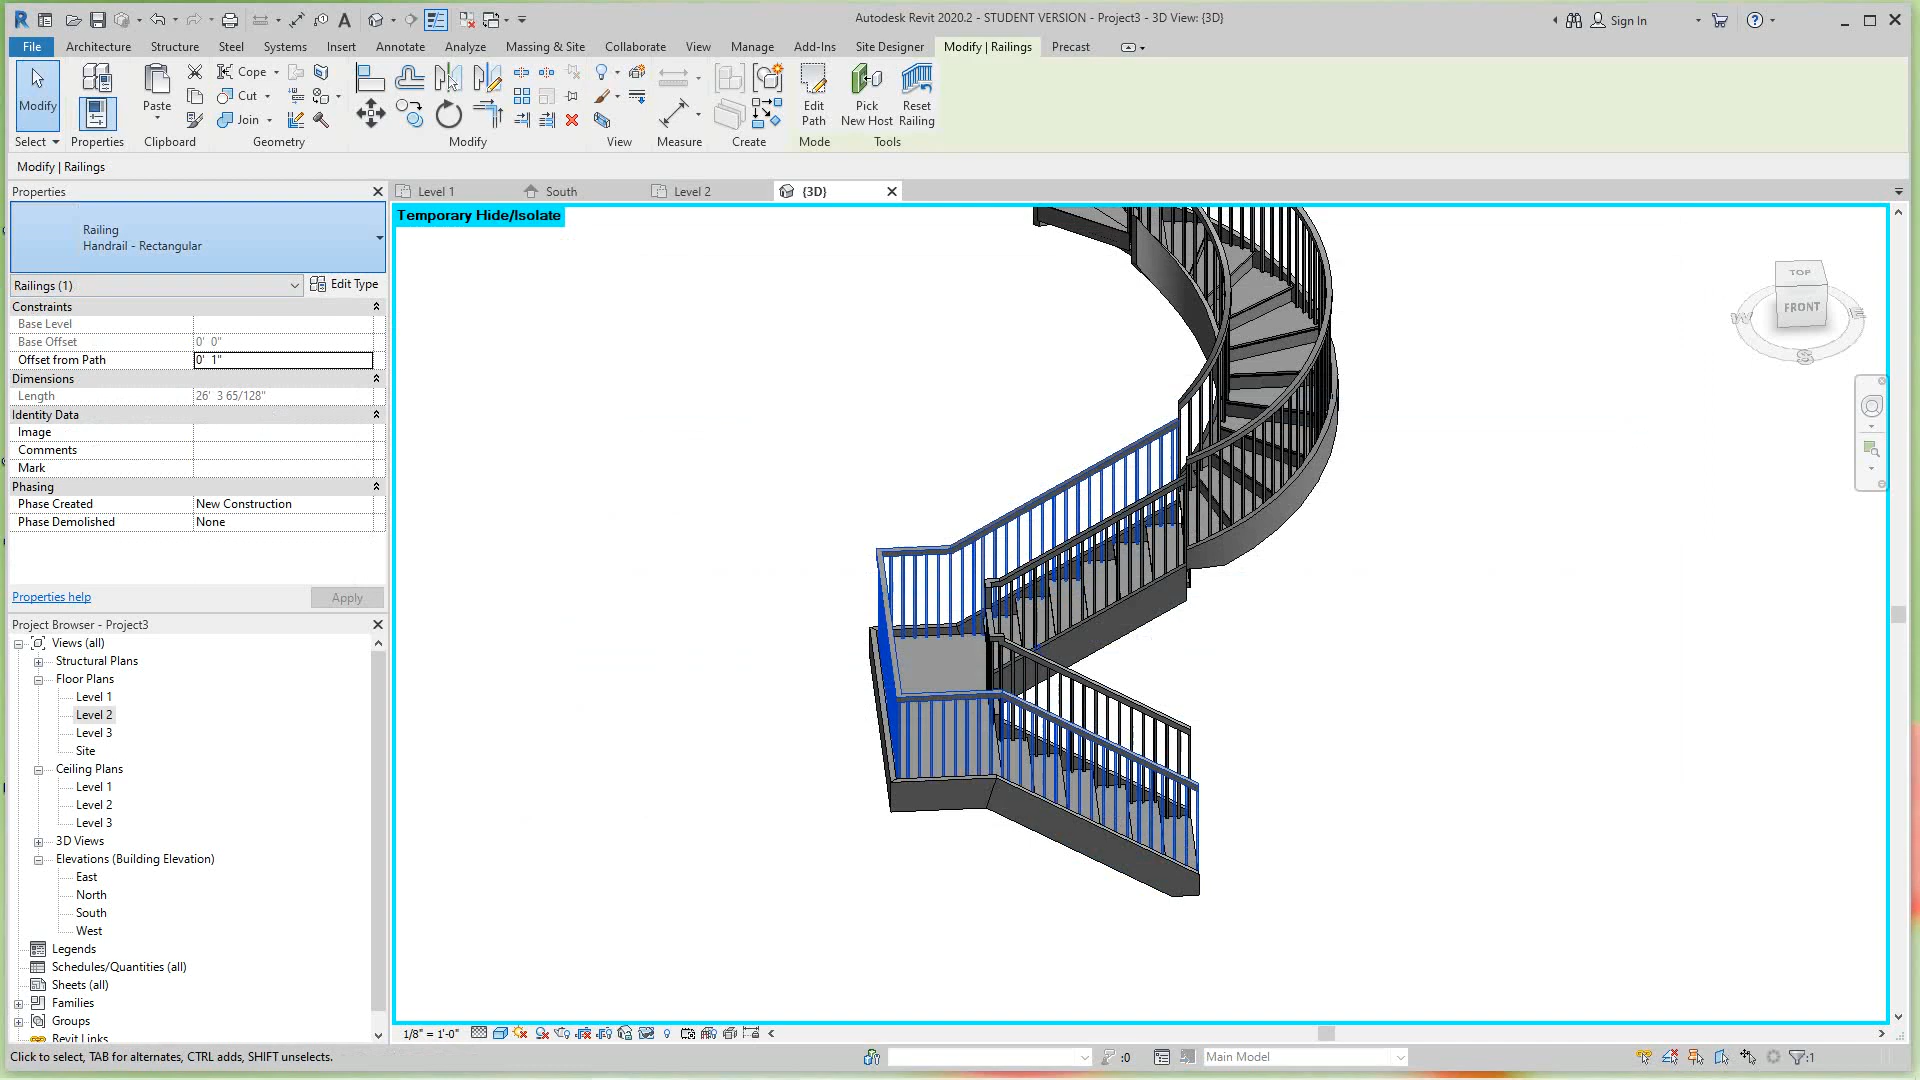 Autodesk Revit 2020.2 - STUDENT VERSION - Project3 - 3D View: {3D}
Sign In
File Architecture Structure Steel Systems Insert Annotate Analyze Massing & Site Collaborate View Manage Add-Ins Site Designer Modify | Railings Precast
Modify
Paste
Cope
Cut
Join
Edit Path
Pick New Host
Reset Railing
Select Properties Clipboard Geometry Modify View Measure Create Mode Tools
Modify | Railings
Properties
Level 1
South
Level 2
{3D}
Temporary Hide/Isolate
Railing
Handrail - Rectangular
Railings (1)
Edit Type
Constraints
Base Level
Base Offset 0' 0"
Offset from Path 0' 1"
Dimensions
Length 26' 3 65/128"
Identity Data
Image
Comments
Mark
Phasing
Phase Created New Construction
Phase Demolished None
Properties help
Apply
Project Browser - Project3
Views (all)
Structural Plans
Floor Plans
Level 1
Level 2
Level 3
Site
Ceiling Plans
Level 1
Level 2
Level 3
3D Views
Elevations (Building Elevation)
East
North
South
West
Legends
Schedules/Quantities (all)
Sheets (all)
Families
Groups
Revit Links
TOP
FRONT
W
E
S
1/8" = 1'-0"
Click to select, TAB for alternates, CTRL adds, SHIFT unselects.
:0
Main Model
:1